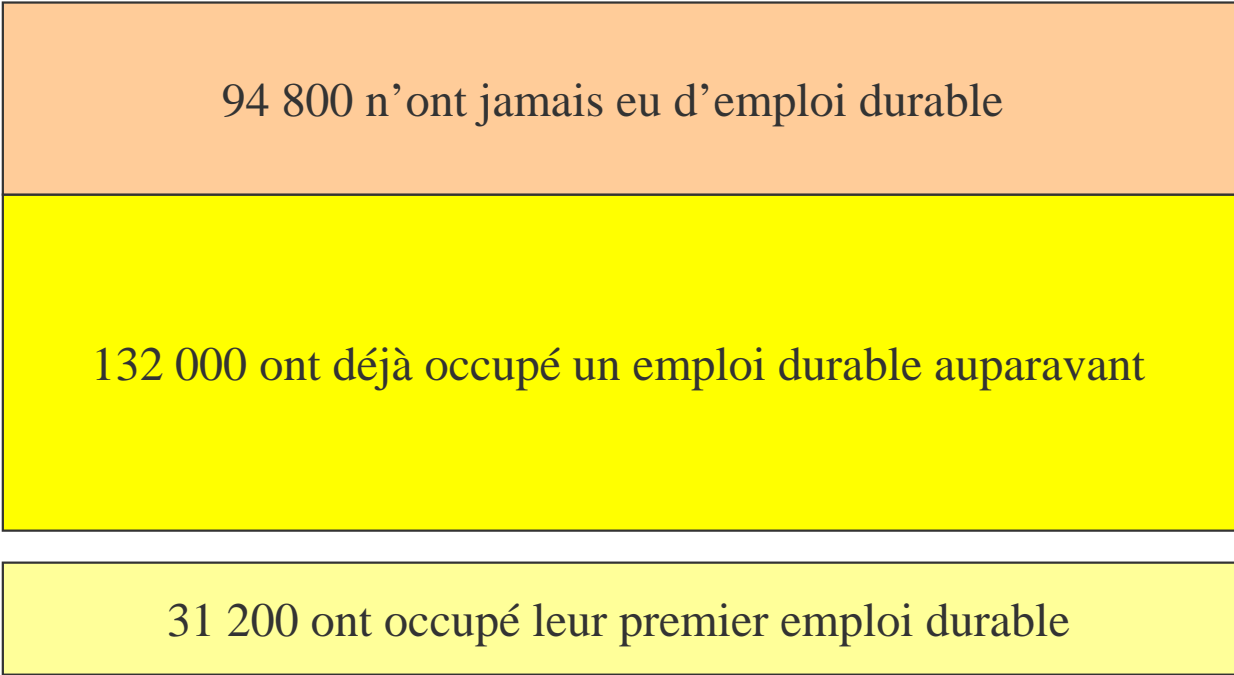 94 800 n’ont jamais eu d’emploi durable
132 000 ont déjà occupé un emploi durable auparavant
31 200 ont occupé leur premier emploi durable